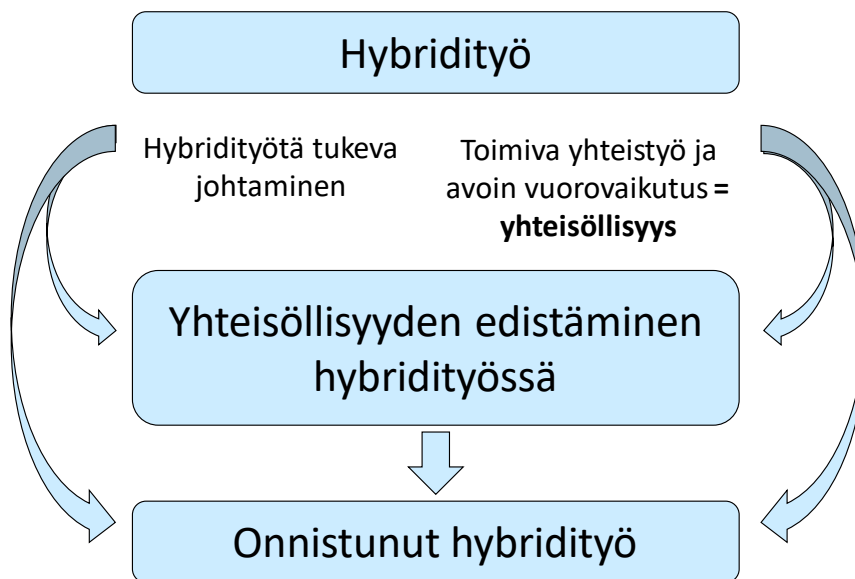 Hybridityö
Hybridityötä tukeva
johtaminen
Toimiva yhteistyö ja
avoin vuorovaikutus =
yhteisöllisyys
Yhteisöllisyyden edistäminen
hybridityössä
Onnistunut hybridityö